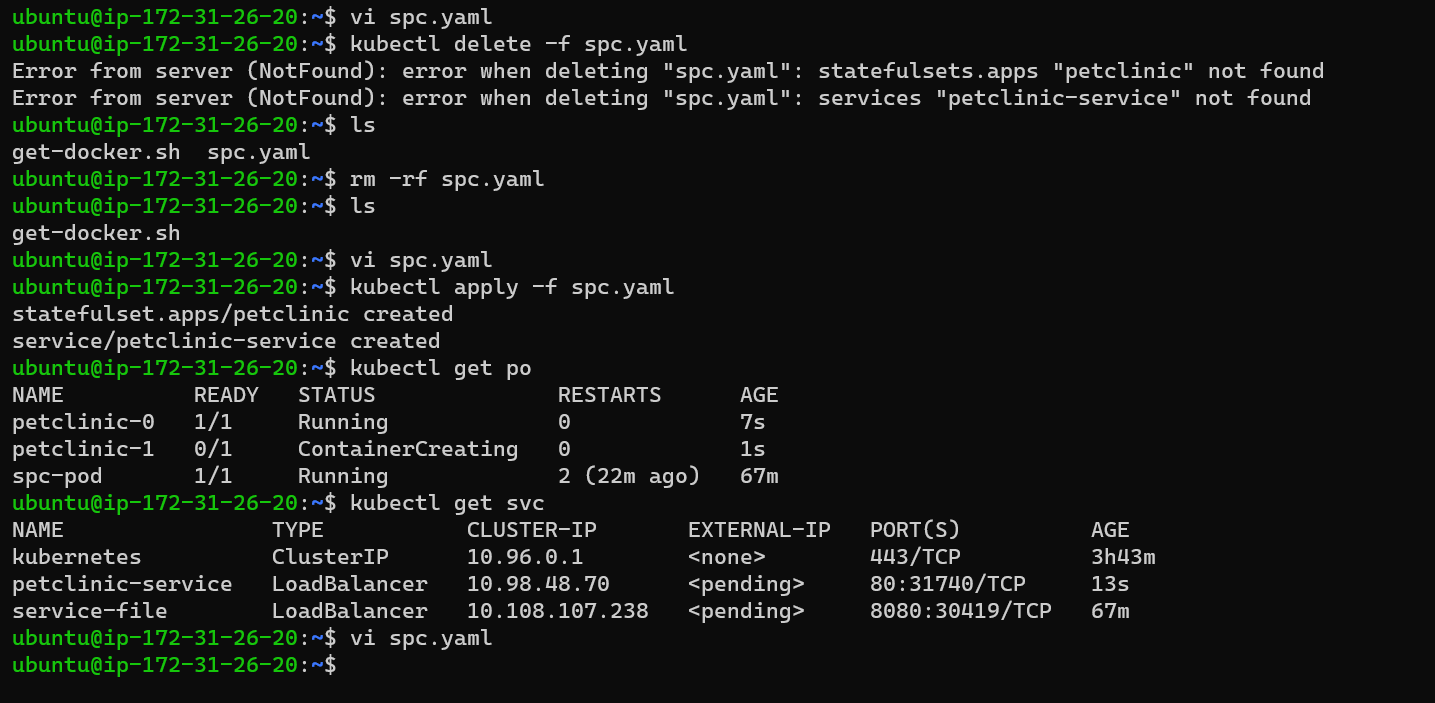 ubuntu@ip-172-31-26-20:~$ vi spc.yaml
ubuntu@ip-172-31-26-20:~$ kubectl delete -f spc.yaml
Error from server (NotFound): error when deleting "spc.yaml": statefulsets.apps "petclinic" not found
Error from server (NotFound): error when deleting "spc.yaml": services "petclinic-service" not found
ubuntu@ip-172-31-26-20:~$ ls
get-docker.sh  spc.yaml
ubuntu@ip-172-31-26-20:~$ rm -rf spc.yaml
ubuntu@ip-172-31-26-20:~$ ls
get-docker.sh
ubuntu@ip-172-31-26-20:~$ vi spc.yaml
ubuntu@ip-172-31-26-20:~$ kubectl apply -f spc.yaml
statefulset.apps/petclinic created
service/petclinic-service created
ubuntu@ip-172-31-26-20:~$ kubectl get po
NAME          READY   STATUS              RESTARTS      AGE
petclinic-0   1/1     Running             0             7s
petclinic-1   0/1     ContainerCreating   0             1s
spc-pod       1/1     Running             2 (22m ago)   67m
ubuntu@ip-172-31-26-20:~$ kubectl get svc
NAME                TYPE           CLUSTER-IP       EXTERNAL-IP   PORT(S)          AGE
kubernetes          ClusterIP      10.96.0.1        <none>        443/TCP          3h43m
petclinic-service   LoadBalancer   10.98.48.70      <pending>     80:31740/TCP     13s
service-file        LoadBalancer   10.108.107.238   <pending>     8080:30419/TCP   67m
ubuntu@ip-172-31-26-20:~$ vi spc.yaml
ubuntu@ip-172-31-26-20:~$